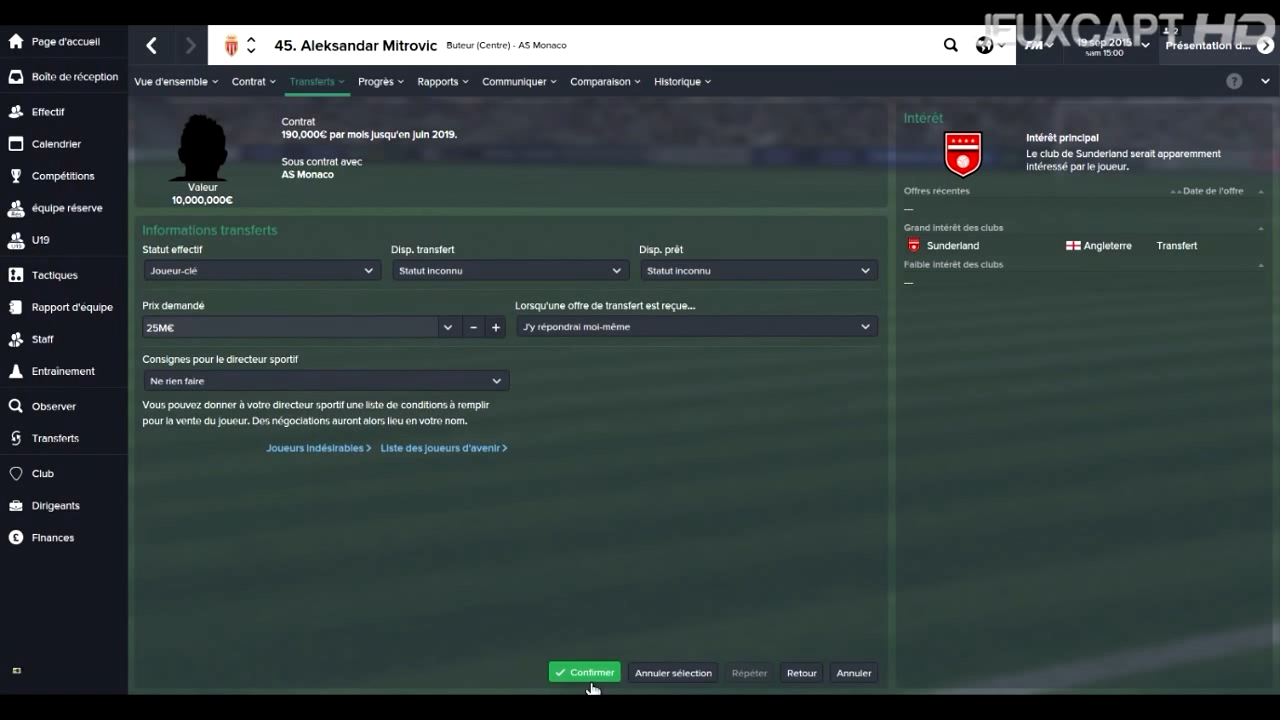 JEUXCAPT HD
Page d'accueil
45. Aleksandar Mitrovic
Buteur (Centre) - AS Monaco
19 sep 2015
sam 15:00
Présentation d...
Boîte de réception
Vue d'ensemble
Contrat
Transferts
Progrès
Rapports
Communiquer
Comparaison
Historique
Effectif
Calendrier
Compétitions
équipe réserve
U19
Tactiques
Rapport d'équipe
Staff
Entraînement
Observer
Transferts
Club
Dirigeants
Finances
Contrat
190,000€ par mois jusqu'en juin 2019.
Sous contrat avec
AS Monaco
Valeur
10,000,000€
Informations transferts
Statut effectif
Disp. transfert
Disp. prêt
Joueur-clé
Statut inconnu
Statut inconnu
Prix demandé
Lorsqu'une offre de transfert est reçue...
25M€
J'y répondrai moi-même
Consignes pour le directeur sportif
Ne rien faire
Vous pouvez donner à votre directeur sportif une liste de conditions à remplir
pour la vente du joueur. Des négociations auront alors lieu en votre nom.
Joueurs indésirables >
Liste des joueurs d'avenir >
Confirmer
Annuler sélection
Répéter
Retour
Annuler
Intérêt
Intérêt principal
Le club de Sunderland serait apparemment
intéressé par le joueur.
Offres récentes
Date de l'offre
Grand intérêt des clubs
Sunderland
Angleterre
Transfert
Faible intérêt des clubs